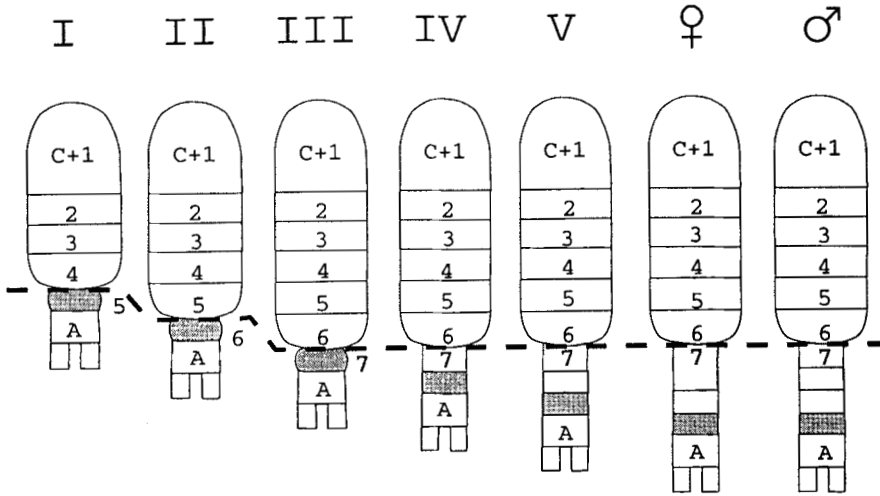 I II III IV V ♀ ♂
C+1 C+1 C+1 C+1 C+1 C+1 C+1
2 2 2 2 2 2 2
3 3 3 3 3 3 3
4 4 4 4 4 4 4
5 5 5 5 5 5 5
6 6 6 6 6 6
7 7 7 7 7
A A A A A A A